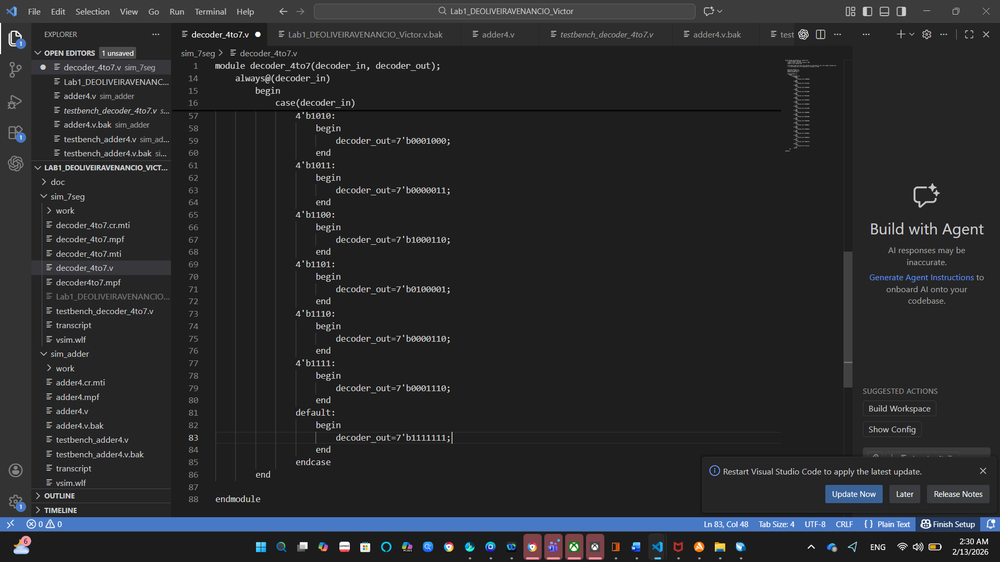 File Edit Selection View Go Run Terminal Help
Lab1_DEOLIVEIRAVENANCIO_Victor
EXPLORER
OPEN EDITORS 1 unsaved
decoder_4to7.v sim_7seg
Lab1_DEOLIVEIRAVENANC...
adder4.v sim_adder
testbench_decoder_4to7.v s...
adder4.v.bak sim_adder
testbench_adder4.v sim_ad...
testbench_adder4.v.bak si...
LAB1_DEOLIVEIRAVENANCIO_VICT...
doc
sim_7seg
work
decoder_4to7.cr.mti
decoder_4to7.mpf
decoder_4to7.mti
decoder_4to7.v
decoder4to7.mpf
Lab1_DEOLIVEIRAVENANCIO...
testbench_decoder_4to7.v
transcript
vsim.wlf
sim_adder
work
adder4.cr.mti
adder4.mpf
adder4.v
adder4.v.bak
testbench_adder4.v
testbench_adder4.v.bak
transcript
vsim.wlf
OUTLINE
TIMELINE
decoder_4to7.v Lab1_DEOLIVEIRAVENANCIO_Victor.v.bak adder4.v testbench_decoder_4to7.v adder4.v.bak test
sim_7seg > decoder_4to7.v
1 module decoder_4to7(decoder_in, decoder_out);
14 always@(decoder_in)
15 begin
16 case(decoder_in)
57 4'b1010:
58 begin
59 decoder_out=7'b0001000;
60 end
61 4'b1011:
62 begin
63 decoder_out=7'b0000011;
64 end
65 4'b1100:
66 begin
67 decoder_out=7'b1000110;
68 end
69 4'b1101:
70 begin
71 decoder_out=7'b0100001;
72 end
73 4'b1110:
74 begin
75 decoder_out=7'b0000110;
76 end
77 4'b1111:
78 begin
79 decoder_out=7'b0001110;
80 end
81 default:
82 begin
83 decoder_out=7'b1111111;
84 end
85 endcase
86 end
87
88 endmodule
Build with Agent
AI responses may be
inaccurate.
Generate Agent Instructions to
onboard AI onto your
codebase.
SUGGESTED ACTIONS
Build Workspace
Show Config
Restart Visual Studio Code to apply the latest update.
Update Now Later Release Notes
0 0
Ln 83, Col 48 Tab Size: 4 UTF-8 CRLF {} Plain Text Finish Setup
6
ENG
2:30 AM
2/13/2026